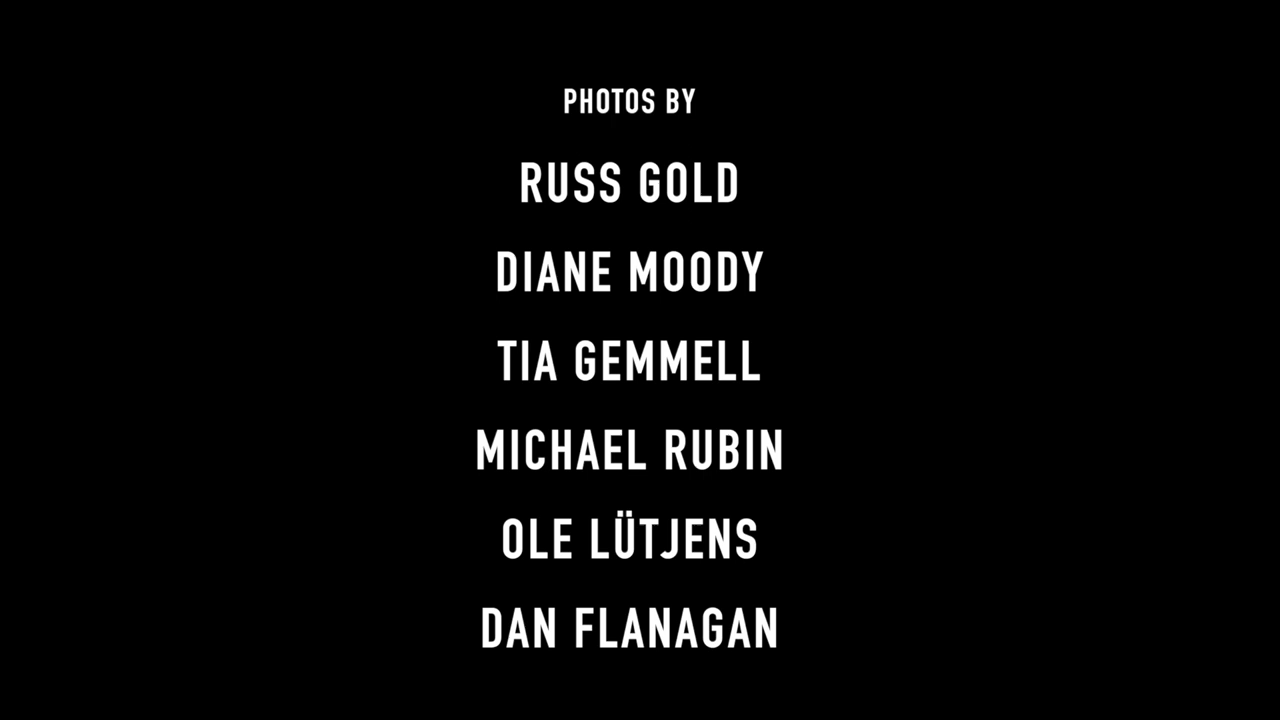 PHOTOS BY
RUSS GOLD
DIANE MOODY
TIA GEMMELL
MICHAEL RUBIN
OLE LÜTJENS
DAN FLANAGAN